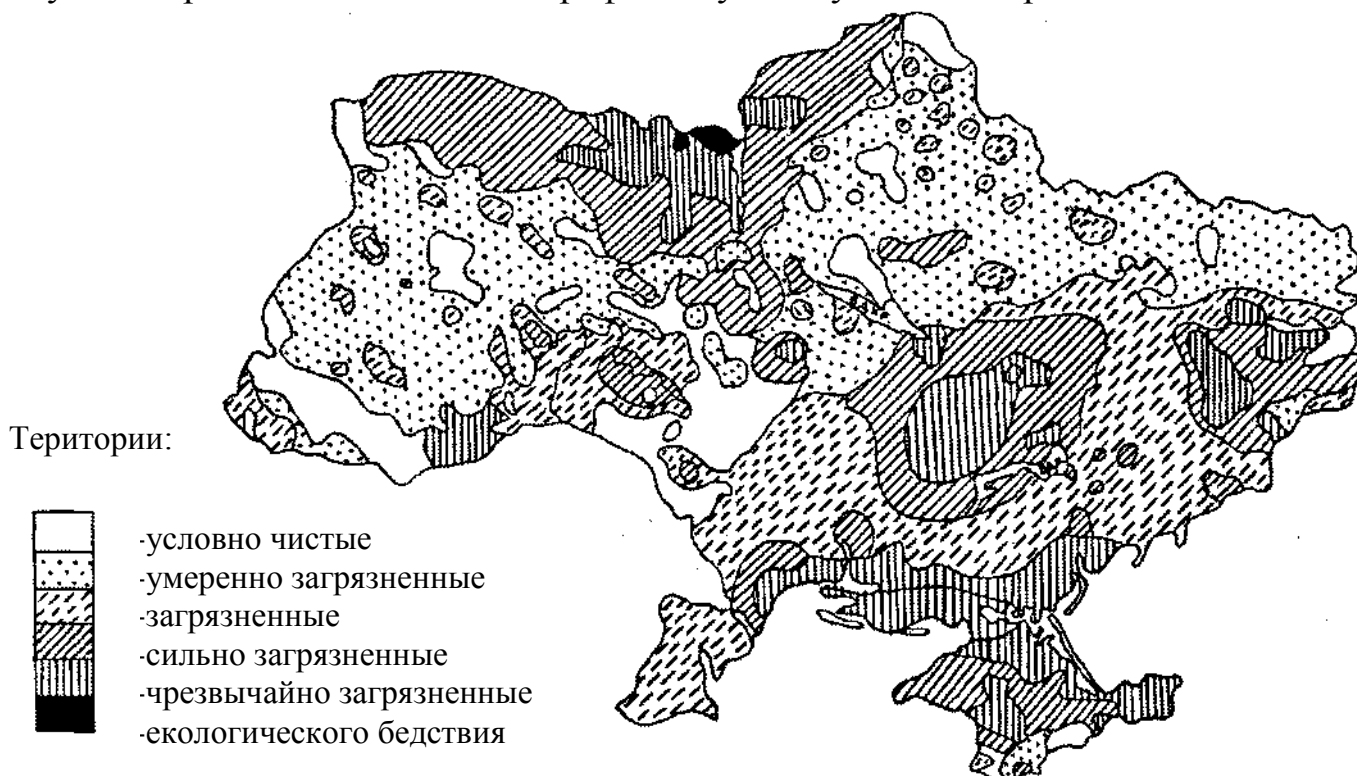 Територии:
-условно чистые
-умеренно загрязненные
-загрязненные
-сильно загрязненные
-чрезвычайно загрязненные
-екологического бедствия